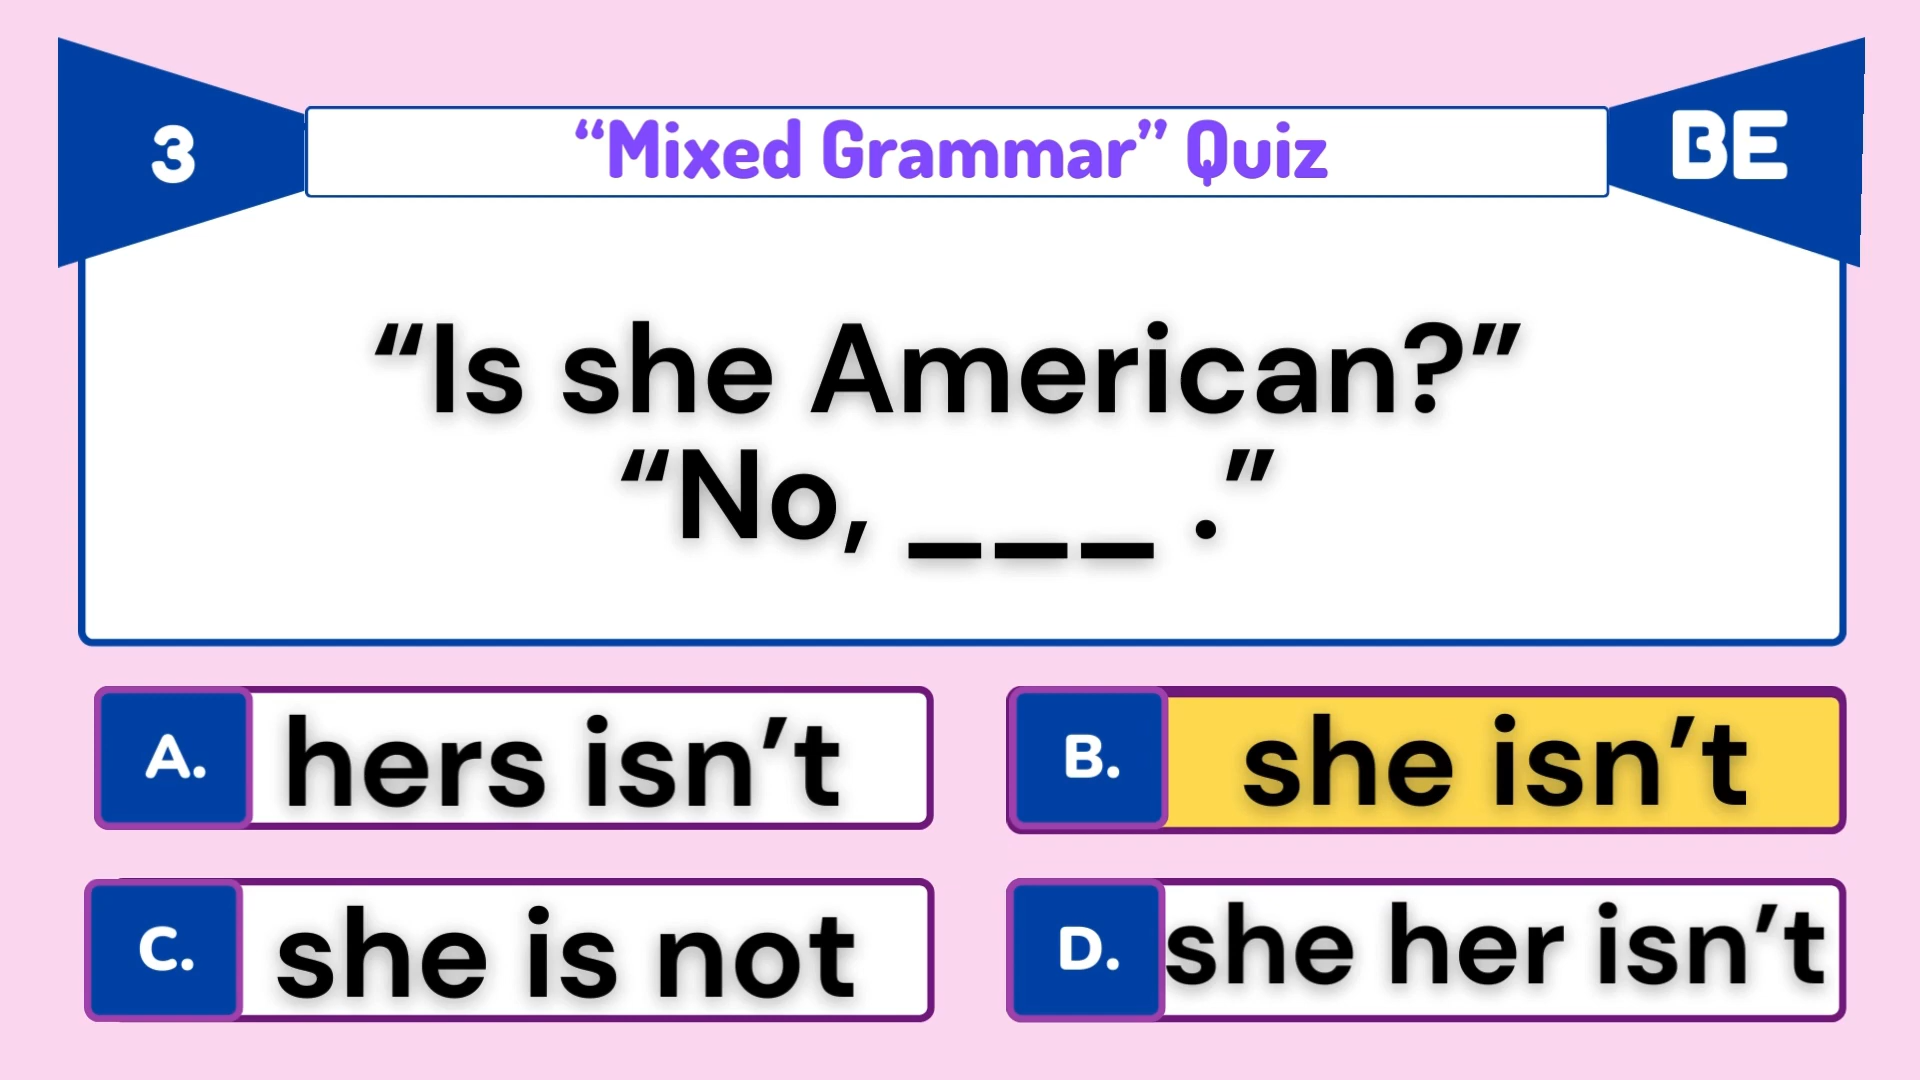 3
“Mixed Grammar” Quiz
BE
“Is she American?”
“No, ___ .”
A. hers isn’t
B. she isn’t
C. she is not
D. she her isn’t